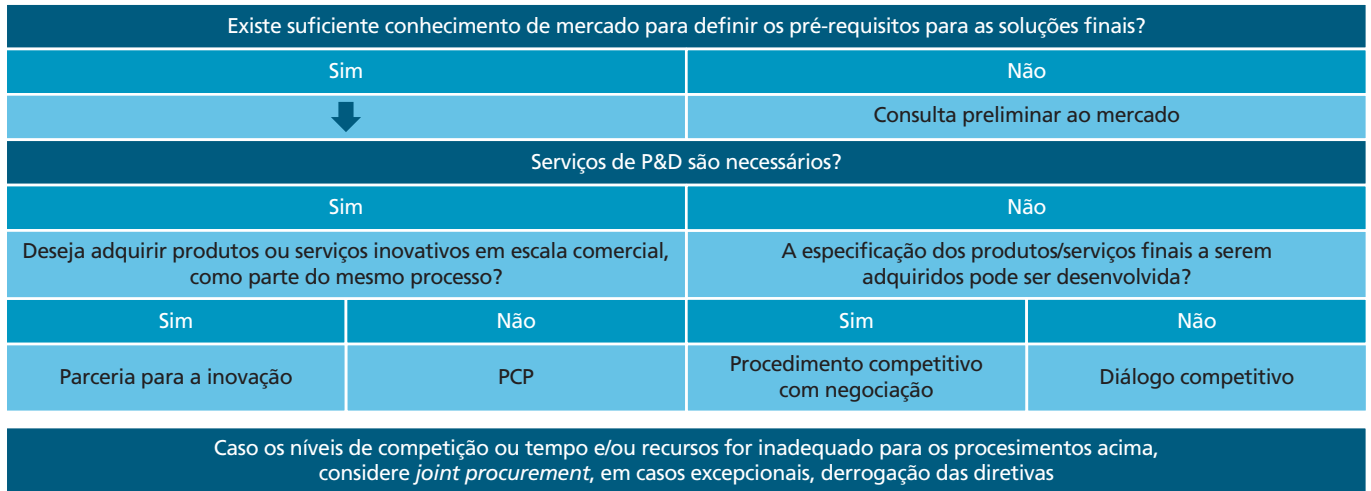 Existe suficiente conhecimento de mercado para definir os pré-requisitos para as soluções finais?
Sim
Não
Consulta preliminar ao mercado
Serviços de P&D são necessários?
Sim
Não
Deseja adquirir produtos ou serviços inovativos em escala comercial,
como parte do mesmo processo?
A especificação dos produtos/serviços finais a serem
adquiridos pode ser desenvolvida?
Sim
Não
Sim
Não
Parceria para a inovação
PCP
Procedimento competitivo
com negociação
Diálogo competitivo
Caso os níveis de competição ou tempo e/ou recursos for inadequado para os procesimentos acima,
considere joint procurement, em casos excepcionais, derrogação das diretivas